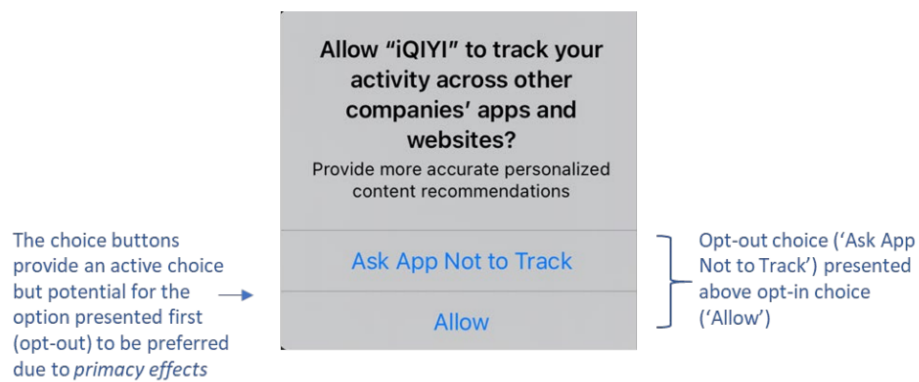 Allow “iQIYI” to track your
activity across other
companies’ apps and
websites?
Provide more accurate personalized
content recommendations
Ask App Not to Track
Allow
The choice buttons
provide an active choice
but potential for the
option presented first
(opt-out) to be preferred
due to primacy effects
Opt-out choice (‘Ask App
Not to Track’) presented
above opt-in choice
(‘Allow’)